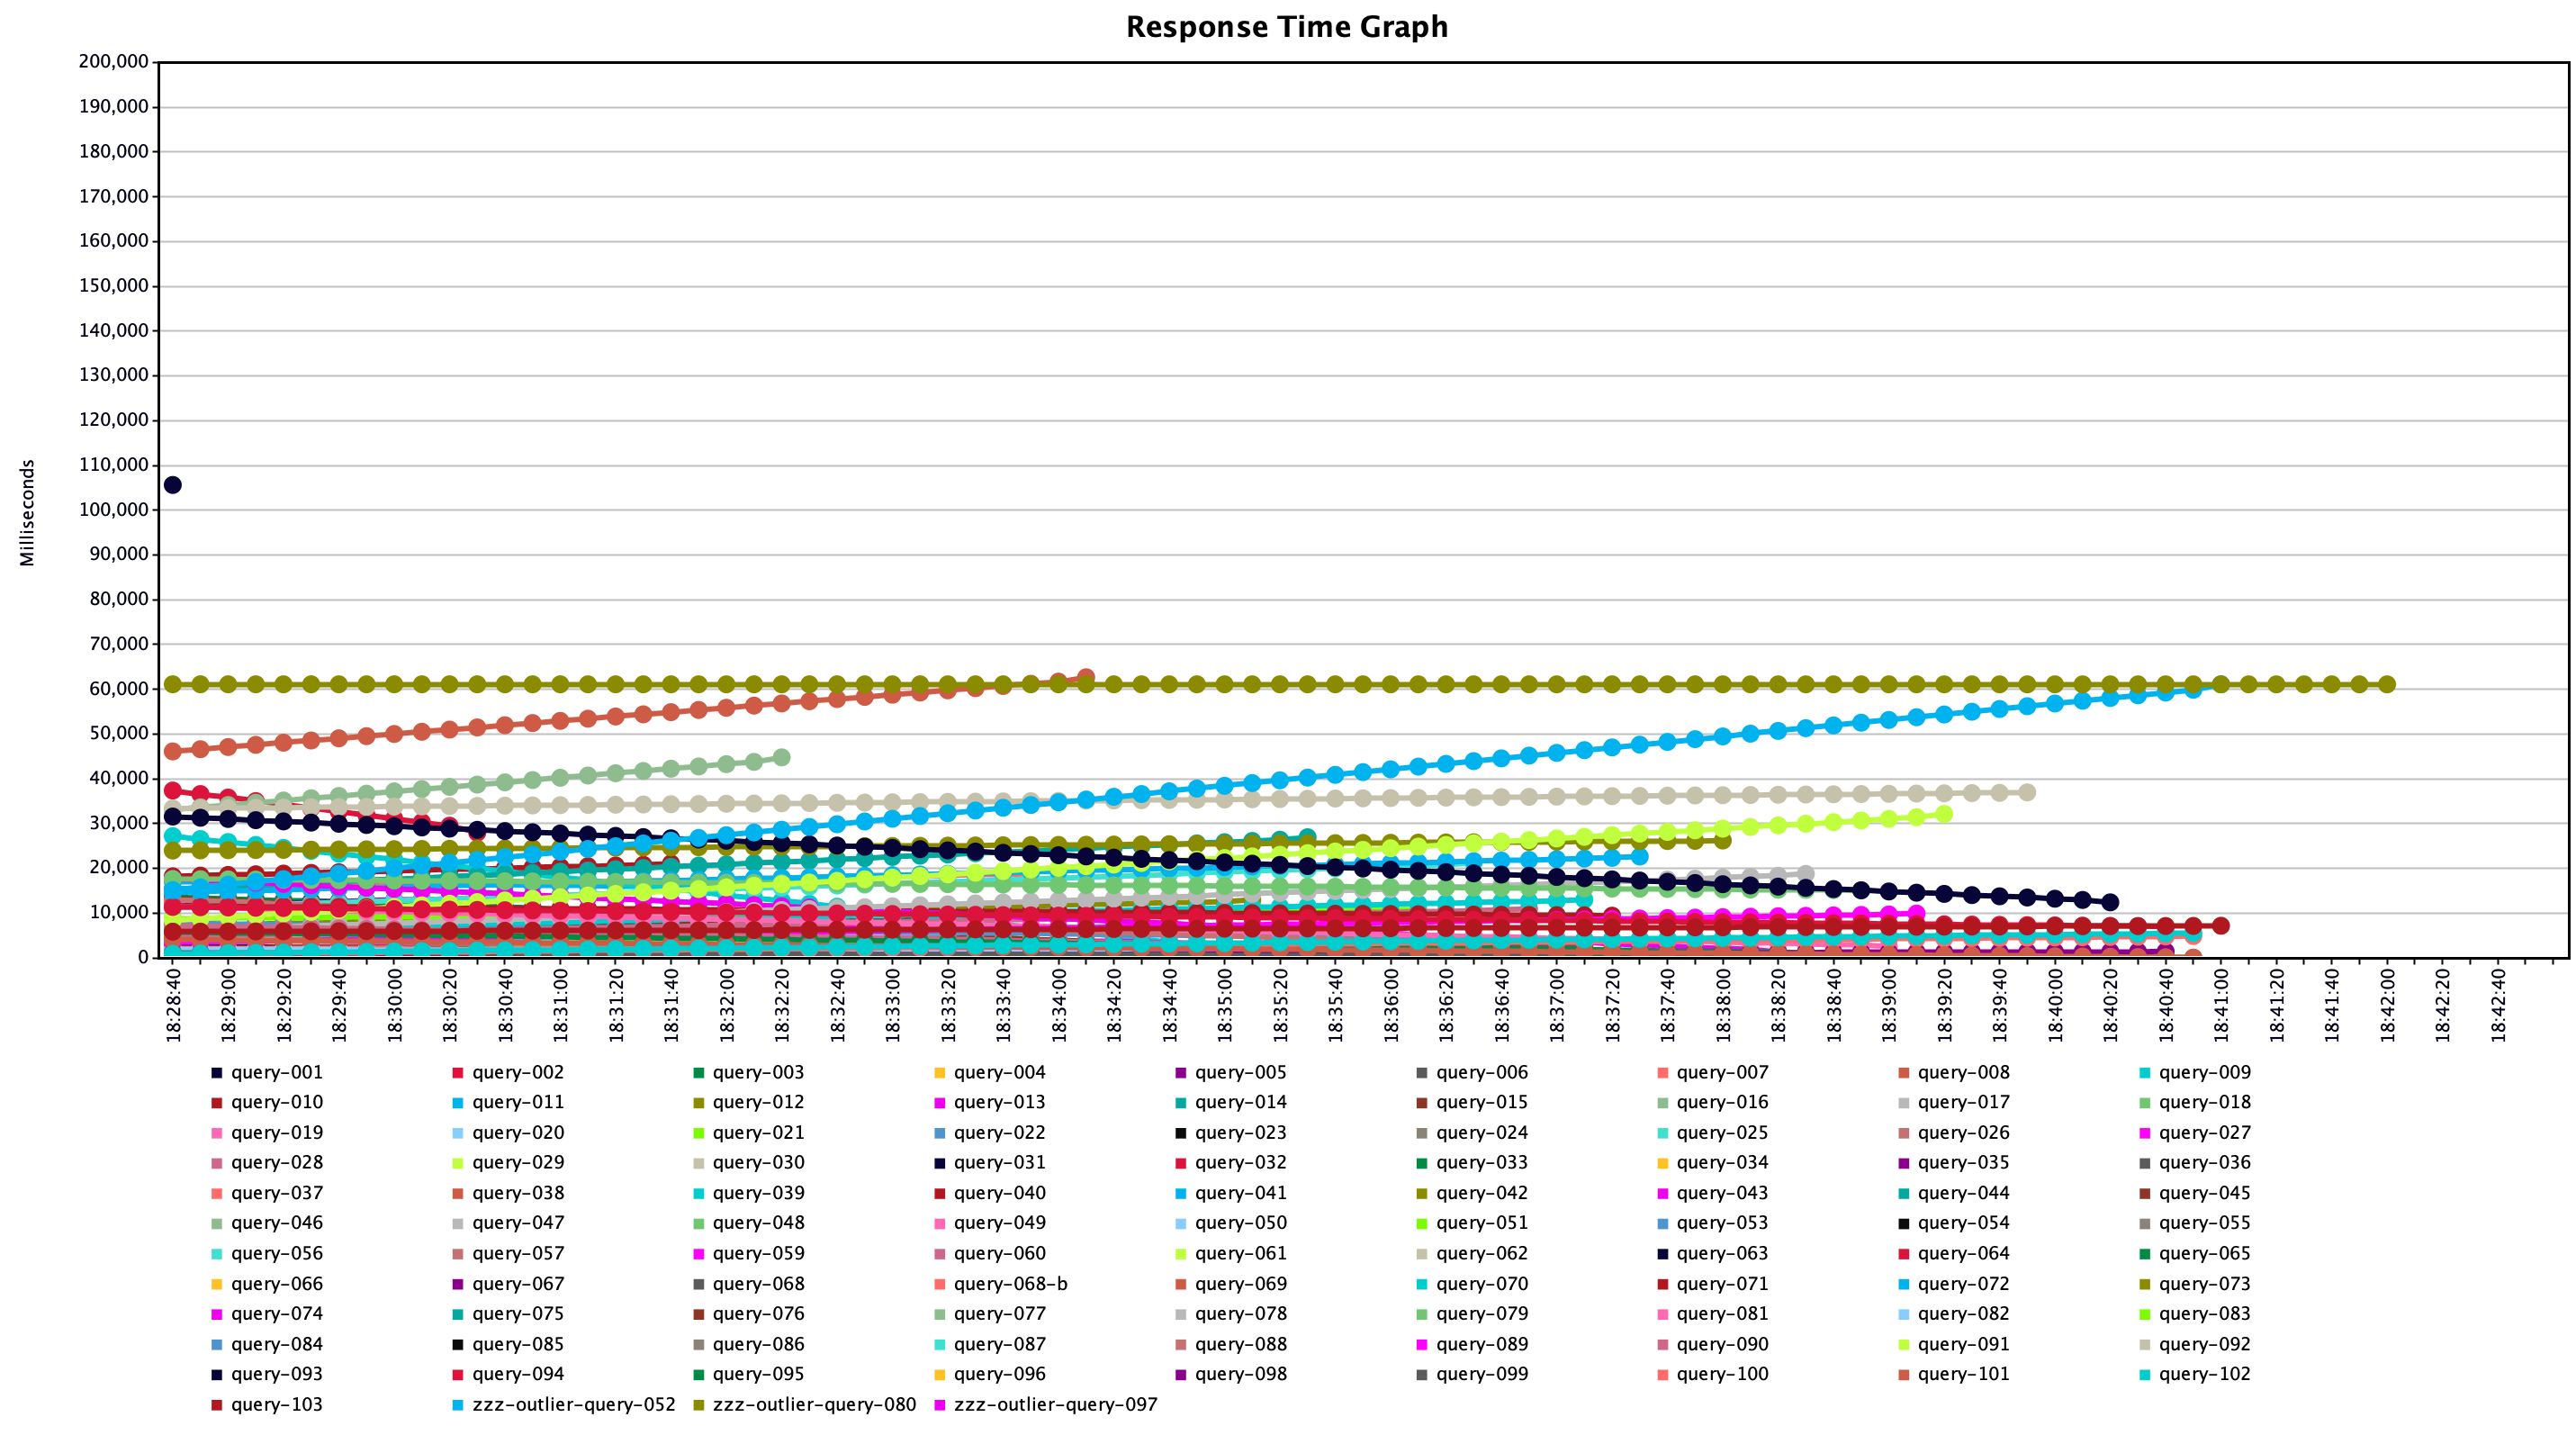 Response Time Graph
200,000
190,000
180,000
170,000
160,000
150,000
140,000
130,000
120,000
110,000
100,000
90,000
80,000
70,000
60,000
50,000
40,000
30,000
20,000
10,000
0
Milliseconds
18:28:40 18:29:00 18:29:20 18:29:40 18:30:00 18:30:20 18:30:40 18:31:00 18:31:20 18:31:40 18:32:00 18:32:20 18:32:40 18:33:00 18:33:20 18:33:40 18:34:00 18:34:20 18:34:40 18:35:00 18:35:20 18:35:40 18:36:00 18:36:20 18:36:40 18:37:00 18:37:20 18:37:40 18:38:00 18:38:20 18:38:40 18:39:00 18:39:20 18:39:40 18:40:00 18:40:20 18:40:40 18:41:00 18:41:20 18:41:40 18:42:00 18:42:20 18:42:40
query-001 query-002 query-003 query-004 query-005 query-006 query-007 query-008 query-009
query-010 query-011 query-012 query-013 query-014 query-015 query-016 query-017 query-018
query-019 query-020 query-021 query-022 query-023 query-024 query-025 query-026 query-027
query-028 query-029 query-030 query-031 query-032 query-033 query-034 query-035 query-036
query-037 query-038 query-039 query-040 query-041 query-042 query-043 query-044 query-045
query-046 query-047 query-048 query-049 query-050 query-051 query-053 query-054 query-055
query-056 query-057 query-059 query-060 query-061 query-062 query-063 query-064 query-065
query-066 query-067 query-068 query-068-b query-069 query-070 query-071 query-072 query-073
query-074 query-075 query-076 query-077 query-078 query-079 query-081 query-082 query-083
query-084 query-085 query-086 query-087 query-088 query-089 query-090 query-091 query-092
query-093 query-094 query-095 query-096 query-098 query-099 query-100 query-101 query-102
query-103 zzz-outlier-query-052 zzz-outlier-query-080 zzz-outlier-query-097